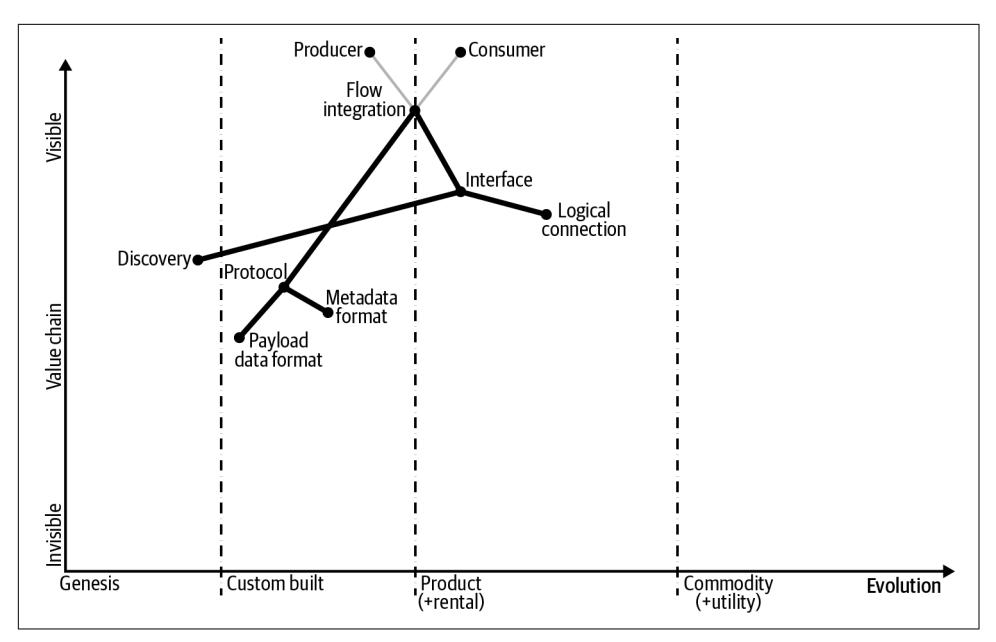 Producer
Consumer
Flow
integration
Visible
Interface
Logical
connection
Discovery
Protocol
Metadata
format
Payload
data format
Value chain
Invisible
Genesis
Custom built
Product
(+rental)
Commodity
(+utility)
Evolution